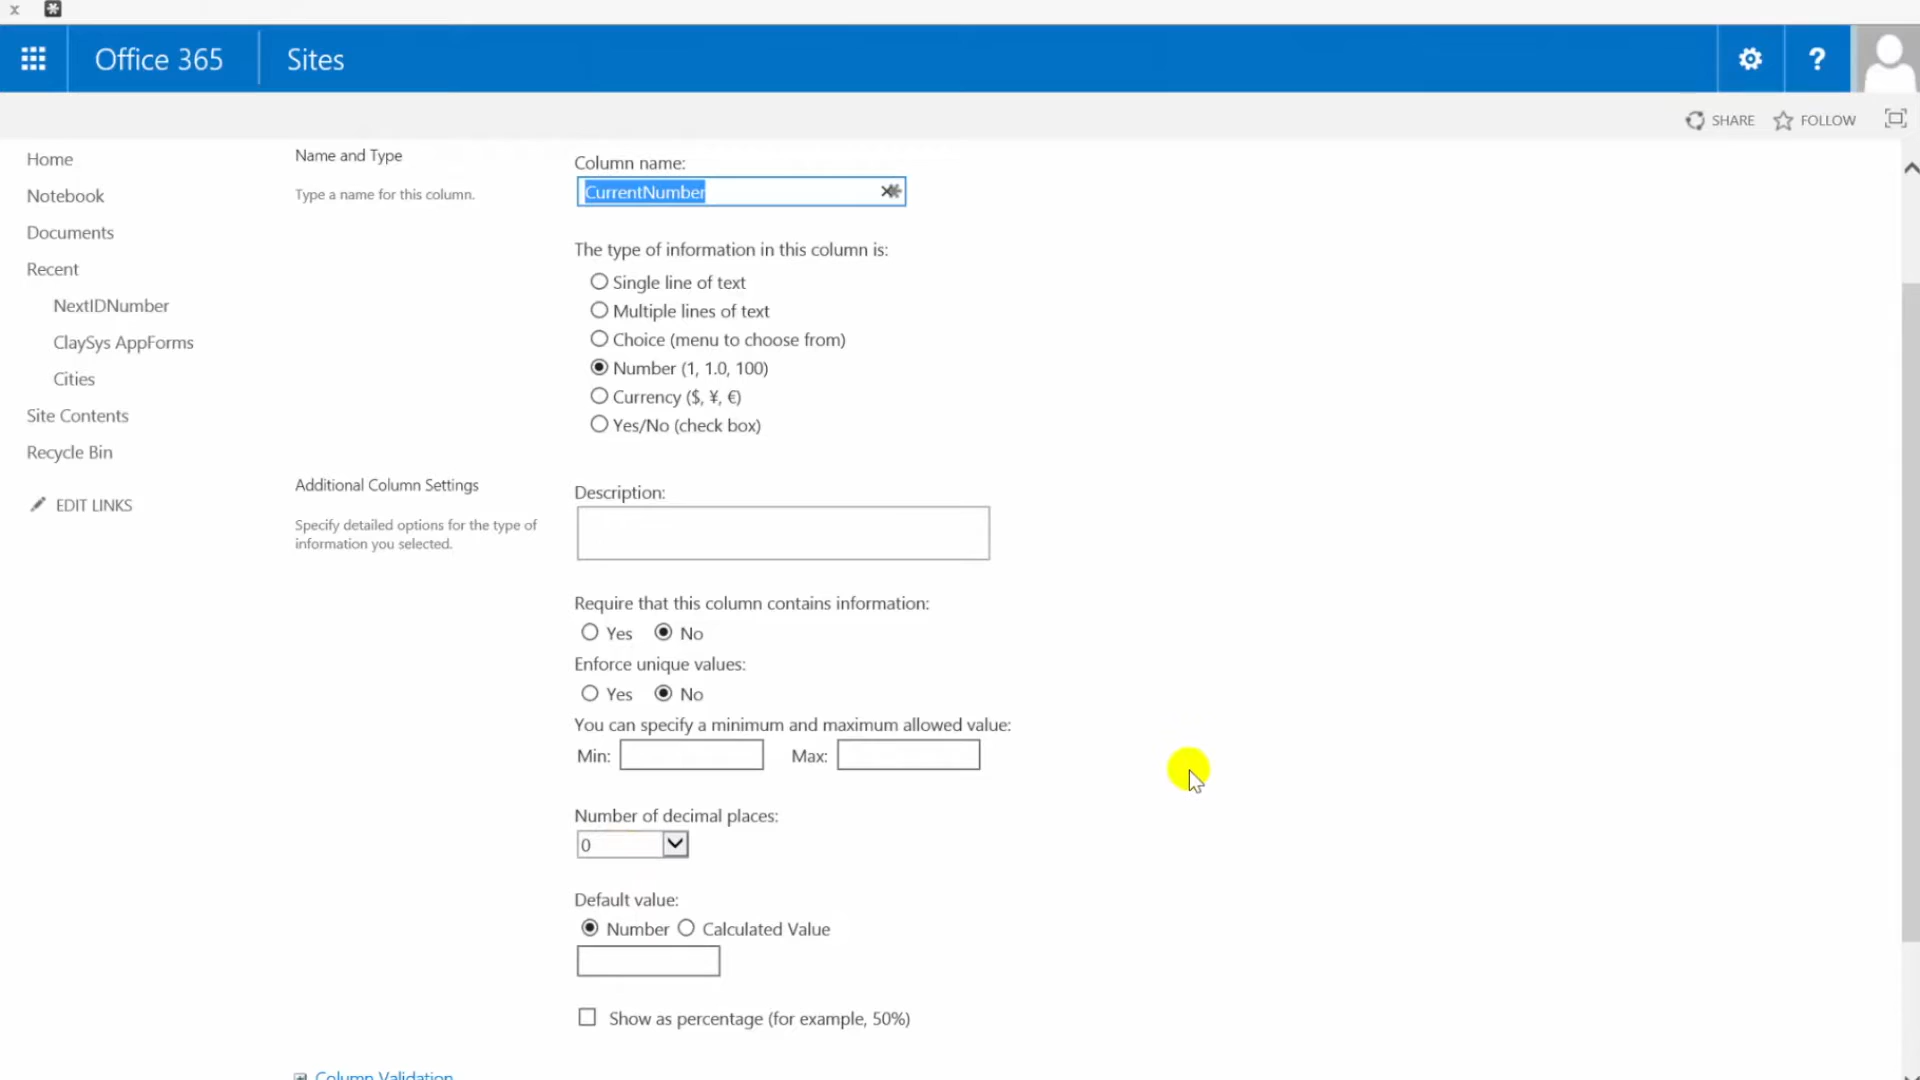 x
Office 365 Sites ?
SHARE FOLLOW
Home
Notebook
Documents
Recent
NextIDNumber
ClaySys AppForms
Cities
Site Contents
Recycle Bin
EDIT LINKS
Name and Type
Type a name for this column.
Column name:
CurrentNumber
The type of information in this column is:
Single line of text
Multiple lines of text
Choice (menu to choose from)
Number (1, 1.0, 100)
Currency ($, ¥, €)
Yes/No (check box)
Additional Column Settings
Specify detailed options for the type of
information you selected.
Description:
Require that this column contains information:
Yes No
Enforce unique values:
Yes No
You can specify a minimum and maximum allowed value:
Min: Max:
Number of decimal places:
0
Default value:
Number Calculated Value
Show as percentage (for example, 50%)
Column Validation